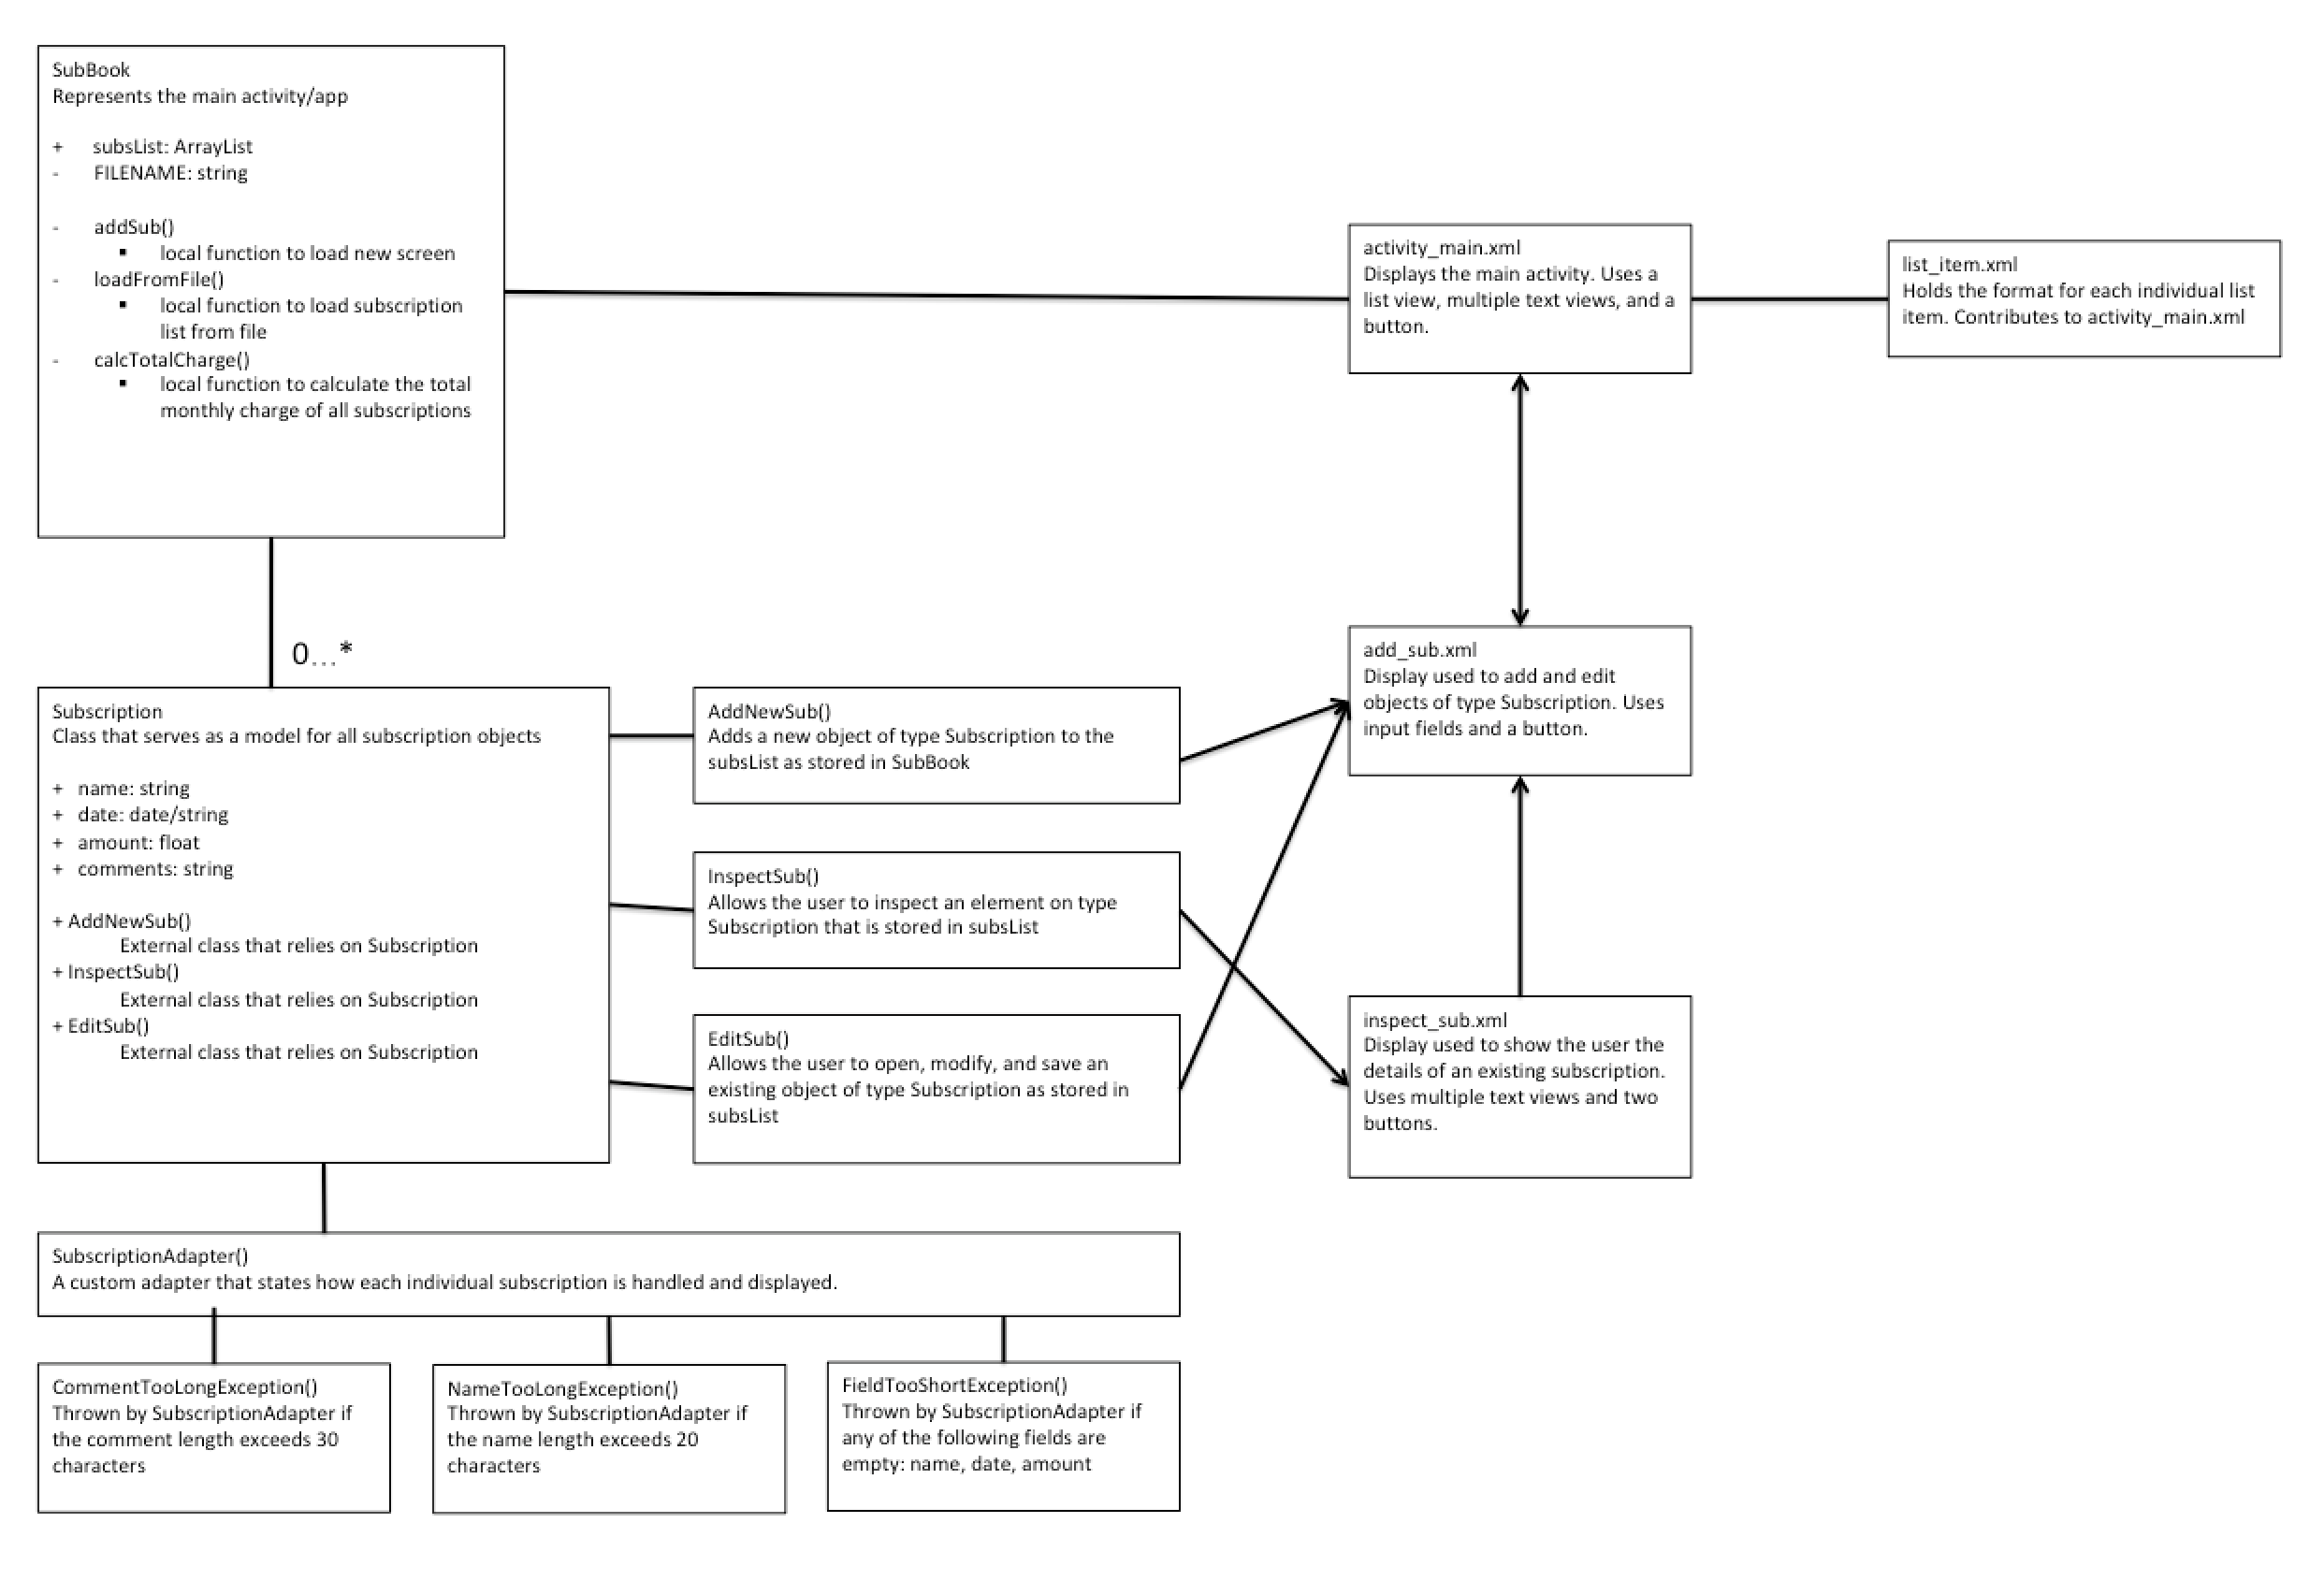 SubBook
Represents the main activity/app
+ subsList: ArrayList
- FILENAME: string
- addSub()
▪ local function to load new screen
- loadFromFile()
▪ local function to load subscription
list from file
- calcTotalCharge()
▪ local function to calculate the total
monthly charge of all subscriptions
activity_main.xml
Displays the main activity. Uses a
list view, multiple text views, and a
button.
list_item.xml
Holds the format for each individual list
item. Contributes to activity_main.xml
0...*
add_sub.xml
Display used to add and edit
objects of type Subscription. Uses
input fields and a button.
Subscription
Class that serves as a model for all subscription objects
+ name: string
+ date: date/string
+ amount: float
+ comments: string
+ AddNewSub()
External class that relies on Subscription
+ InspectSub()
External class that relies on Subscription
+ EditSub()
External class that relies on Subscription
AddNewSub()
Adds a new object of type Subscription to the
subsList as stored in SubBook
InspectSub()
Allows the user to inspect an element on type
Subscription that is stored in subsList
EditSub()
Allows the user to open, modify, and save an
existing object of type Subscription as stored in
subsList
inspect_sub.xml
Display used to show the user the
details of an existing subscription.
Uses multiple text views and two
buttons.
SubscriptionAdapter()
A custom adapter that states how each individual subscription is handled and displayed.
CommentTooLongException()
Thrown by SubscriptionAdapter if
the comment length exceeds 30
characters
NameTooLongException()
Thrown by SubscriptionAdapter if
the name length exceeds 20
characters
FieldTooShortException()
Thrown by SubscriptionAdapter if
any of the following fields are
empty: name, date, amount